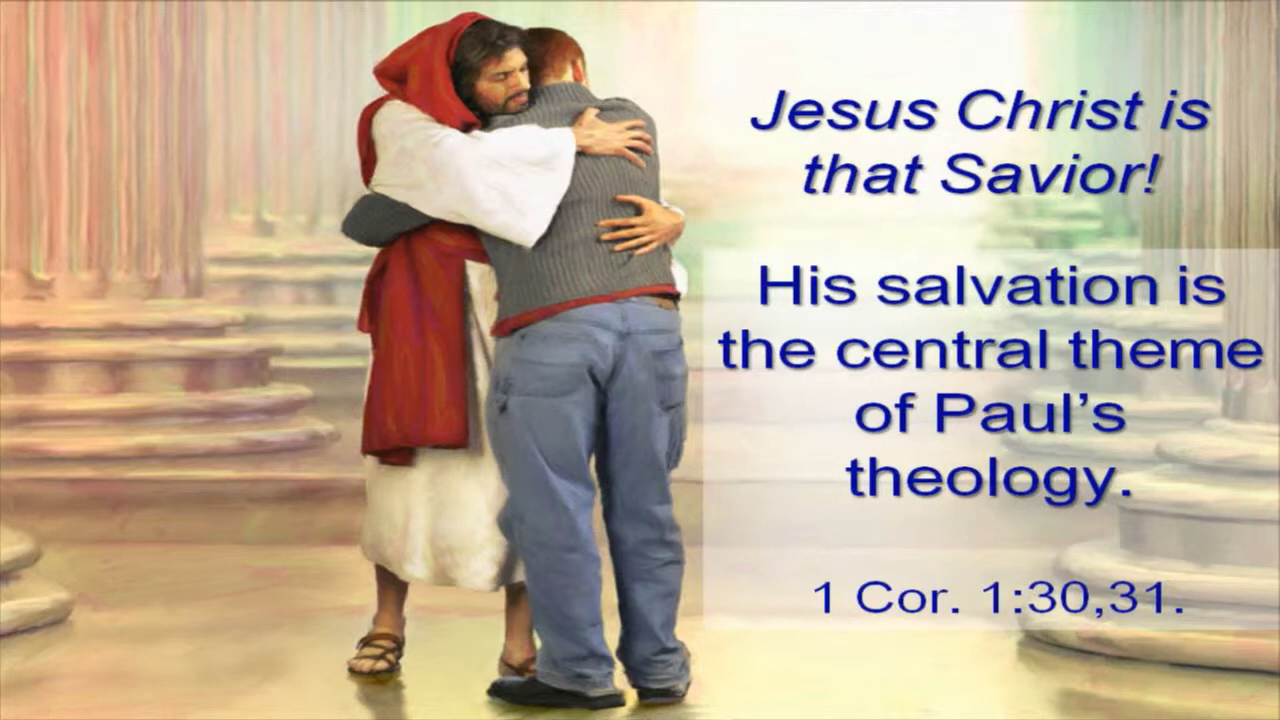 Jesus Christ is
that Savior!
His salvation is
the central theme
of Paul’s
theology.
1 Cor. 1:30,31.